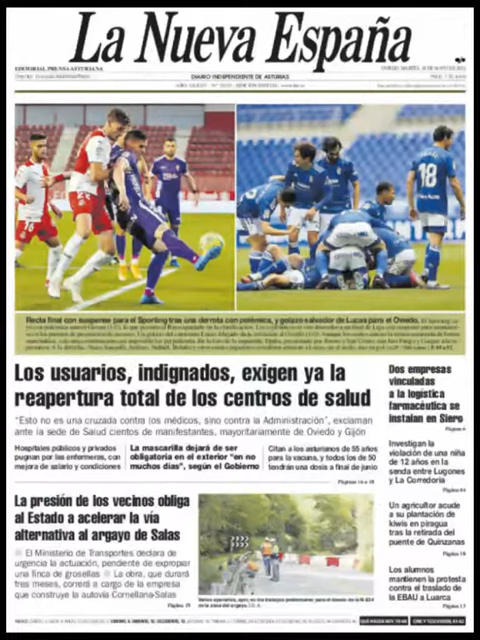 La Nueva España
EDITORIAL PRENSA ASTURIANA
DIARIO INDEPENDIENTE DE ASTURIAS
18
Recta final con suspense para el Sporting tras una derrota con polémica, y golazo salvador de Lucas para el Oviedo.
Los usuarios, indignados, exigen ya la
reapertura total de los centros de salud
"Esto no es una cruzada contra los médicos, sino contra la Administración", exclaman
ante la sede de Salud cientos de manifestantes, mayoritariamente de Oviedo y Gijón
Hospitales públicos y privados
pugnan por las enfermeras, con
mejora de salario y condiciones
La mascarilla dejará de ser
obligatoria en el exterior "en no
muchos días", según el Gobierno
Citan a los asturianos de 55 años
para la vacuna, y todos los de 50
tendrán una dosis a final de junio
Dos empresas
vinculadas
a la logística
farmacéutica se
instalan en Siero
Investigan la
violación de una niña
de 12 años en la
senda entre Lugones
y La Corredoria
Un agricultor acude
a su plantación de
kiwis en piragua
tras la retirada del
puente de Quinzanas
Los alumnos
mantienen la protesta
contra el traslado de
la EBAU a Luarca
La presión de los vecinos obliga
al Estado a acelerar la vía
alternativa al argayo de Salas
El Ministerio de Transportes declara de
urgencia la actuación, pendiente de expropiar
una finca de grosellas La obra, que durará
tres meses, correrá a cargo de la empresa
que construye la autovía Cornellana-Salas